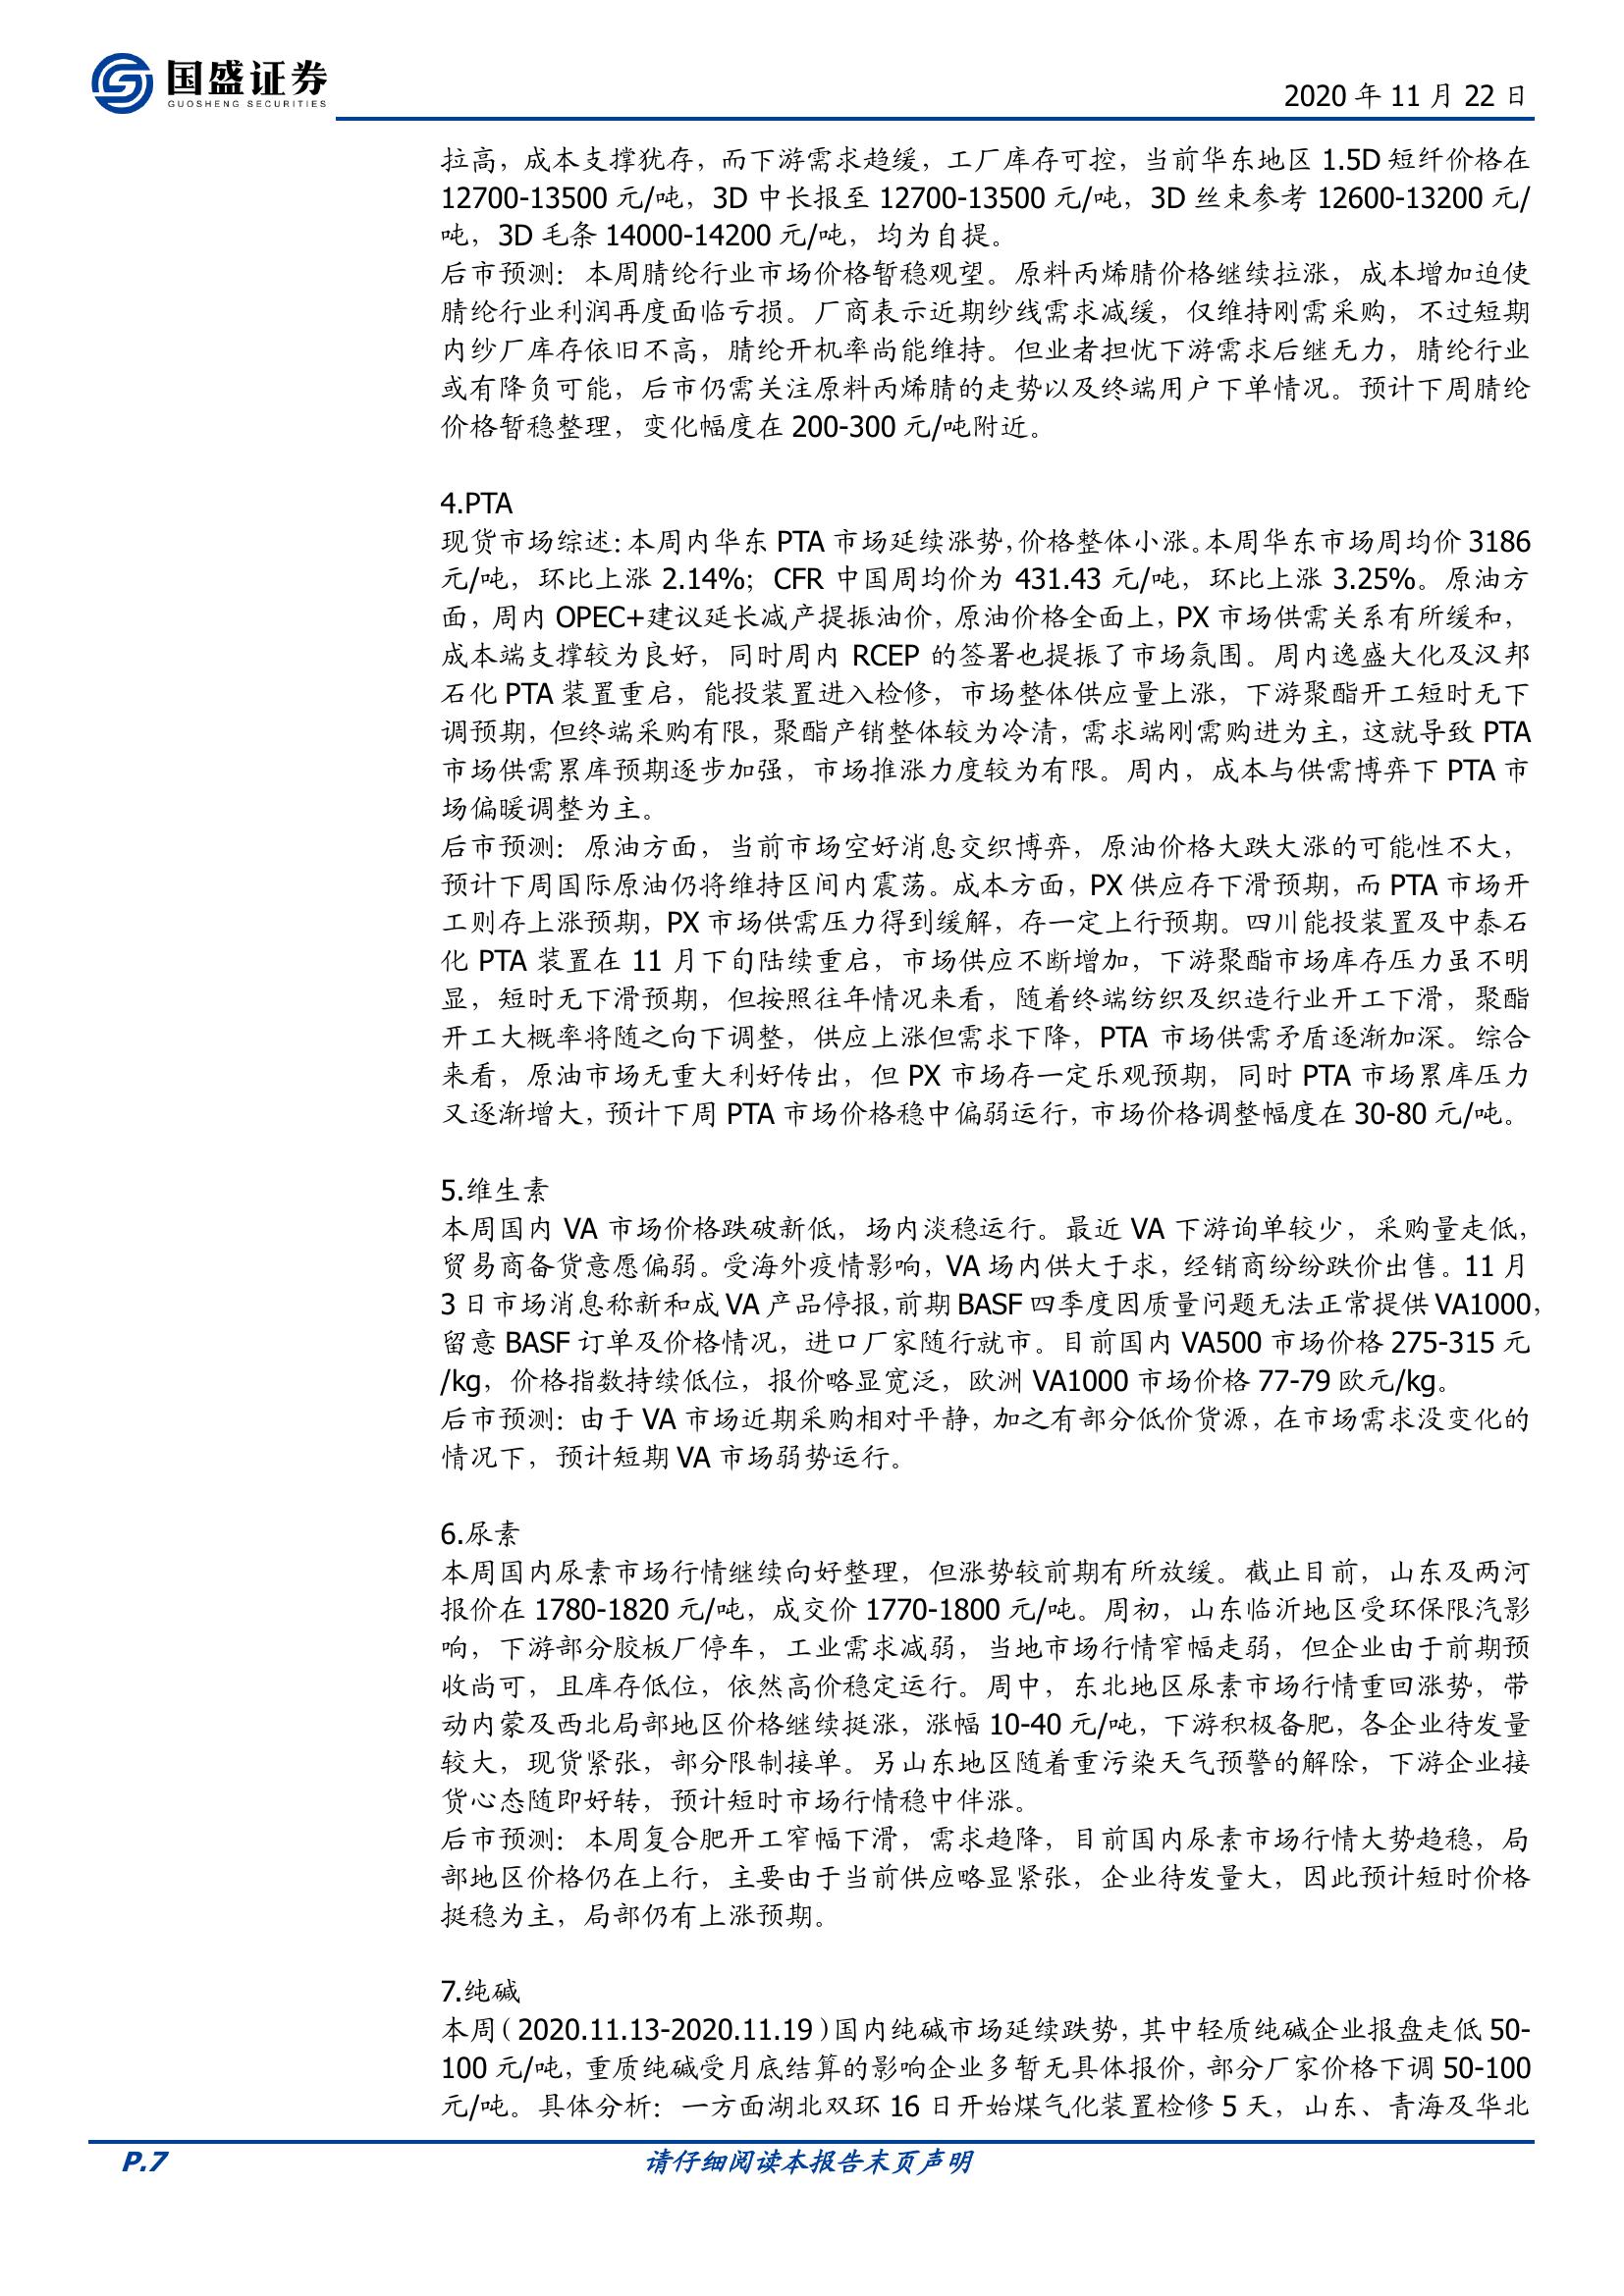 国盛证券
GUOSHENG SECURITIES
2020 年 11 月 22 日
拉高，成本支撑犹存，而下游需求趋缓，工厂库存可控，当前华东地区 1.5D 短纤价格在
12700-13500 元/吨，3D 中长报至 12700-13500 元/吨，3D 丝束参考 12600-13200 元/
吨，3D 毛条 14000-14200 元/吨，均为自提。
后市预测：本周腈纶行业市场价格暂稳观望。原料丙烯腈价格继续拉涨，成本增加迫使
腈纶行业利润再度面临亏损。厂商表示近期纱线需求减缓，仅维持刚需采购，不过短期
内纱厂库存依旧不高，腈纶开机率尚能维持。但业者担忧下游需求后继无力，腈纶行业
或有降负可能，后市仍需关注原料丙烯腈的走势以及终端用户下单情况。预计下周腈纶
价格暂稳整理，变化幅度在 200-300 元/吨附近。
4.PTA
现货市场综述：本周内华东 PTA 市场延续涨势，价格整体小涨。本周华东市场周均价 3186
元/吨，环比上涨 2.14%；CFR 中国周均价为 431.43 元/吨，环比上涨 3.25%。原油方
面，周内 OPEC+建议延长减产提振油价，原油价格全面上，PX 市场供需关系有所缓和，
成本端支撑较为良好，同时周内 RCEP 的签署也提振了市场氛围。周内逸盛大化及汉邦
石化 PTA 装置重启，能投装置进入检修，市场整体供应量上涨，下游聚酯开工短时无下
调预期，但终端采购有限，聚酯产销整体较为冷清，需求端刚需购进为主，这就导致 PTA
市场供需累库预期逐步加强，市场推涨力度较为有限。周内，成本与供需博弈下 PTA 市
场偏暖调整为主。
后市预测：原油方面，当前市场空好消息交织博弈，原油价格大跌大涨的可能性不大，
预计下周国际原油仍将维持区间内震荡。成本方面，PX 供应存下滑预期，而 PTA 市场开
工则存上涨预期，PX 市场供需压力得到缓解，存一定上行预期。四川能投装置及中泰石
化 PTA 装置在 11 月下旬陆续重启，市场供应不断增加，下游聚酯市场库存压力虽不明
显，短时无下滑预期，但按照往年情况来看，随着终端纺织及织造行业开工下滑，聚酯
开工大概率将随之向下调整，供应上涨但需求下降，PTA 市场供需矛盾逐渐加深。综合
来看，原油市场无重大利好传出，但 PX 市场存一定乐观预期，同时 PTA 市场累库压力
又逐渐增大，预计下周 PTA 市场价格稳中偏弱运行，市场价格调整幅度在 30-80 元/吨。
5.维生素
本周国内 VA 市场价格跌破新低，场内淡稳运行。最近 VA 下游询单较少，采购量走低，
贸易商备货意愿偏弱。受海外疫情影响，VA 场内供大于求，经销商纷纷跌价出售。11 月
3 日市场消息称新和成 VA 产品停报，前期 BASF 四季度因质量问题无法正常提供 VA1000，
留意 BASF 订单及价格情况，进口厂家随行就市。目前国内 VA500 市场价格 275-315 元
/kg，价格指数持续低位，报价略显宽泛，欧洲 VA1000 市场价格 77-79 欧元/kg。
后市预测：由于 VA 市场近期采购相对平静，加之有部分低价货源，在市场需求没变化的
情况下，预计短期 VA 市场弱势运行。
6.尿素
本周国内尿素市场行情继续向好整理，但涨势较前期有所放缓。截止目前，山东及两河
报价在 1780-1820 元/吨，成交价 1770-1800 元/吨。周初，山东临沂地区受环保限汽影
响，下游部分胶板厂停车，工业需求减弱，当地市场行情窄幅走弱，但企业由于前期预
收尚可，且库存低位，依然高价稳定运行。周中，东北地区尿素市场行情重回涨势，带
动内蒙及西北局部地区价格继续挺涨，涨幅 10-40 元/吨，下游积极备肥，各企业待发量
较大，现货紧张，部分限制接单。另山东地区随着重污染天气预警的解除，下游企业接
货心态随即好转，预计短时市场行情稳中伴涨。
后市预测：本周复合肥开工窄幅下滑，需求趋降，目前国内尿素市场行情大势趋稳，局
部地区价格仍在上行，主要由于当前供应略显紧张，企业待发量大，因此预计短时价格
挺稳为主，局部仍有上涨预期。
7.纯碱
本周（2020.11.13-2020.11.19）国内纯碱市场延续跌势，其中轻质纯碱企业报盘走低 50-
100 元/吨，重质纯碱受月底结算的影响企业多暂无具体报价，部分厂家价格下调 50-100
元/吨。具体分析：一方面湖北双环 16 日开始煤气化装置检修 5 天，山东、青海及华北
P.7
请仔细阅读本报告末页声明